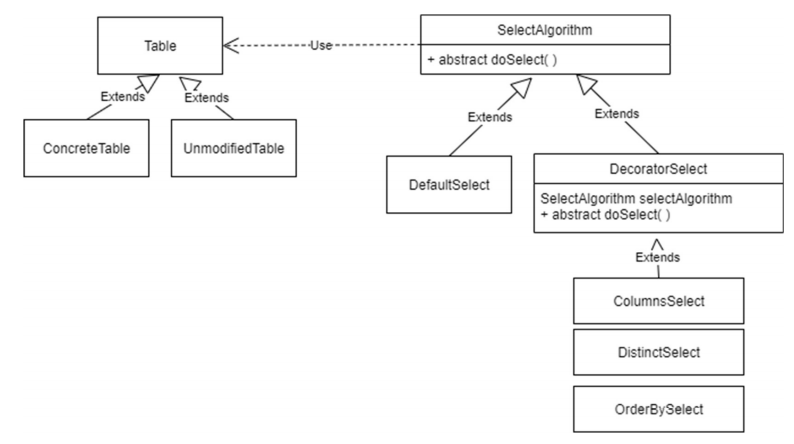 SelectAlgorithm
Table
Use
+ abstract doSelect( )
Extends
Extends
Extends
Extends
ConcreteTable
UnmodifiedTable
DefaultSelect
DecoratorSelect
SelectAlgorithm selectAlgorithm
+ abstract doSelect( )
Extends
ColumnsSelect
DistinctSelect
OrderBySelect